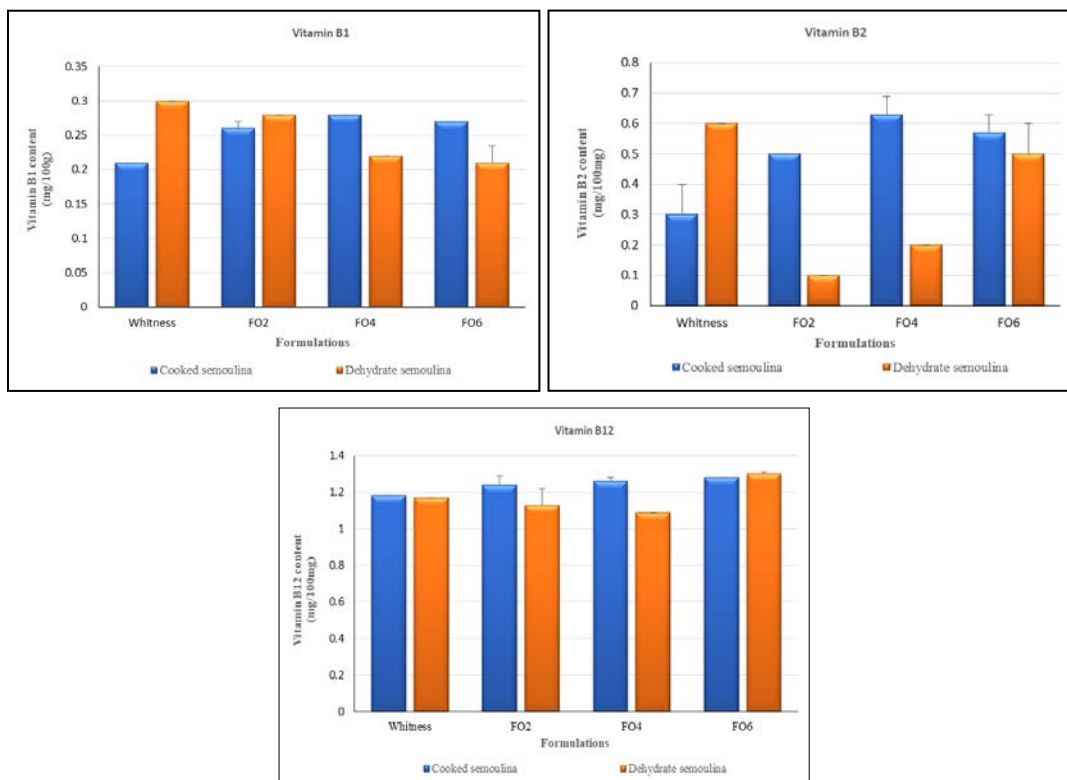 Vitamin B1
Vitamin B1 content
(mg/100g)
0.35
0.3
0.25
0.2
0.15
0.1
0.05
0
Whitness FO2 FO4 FO6
Formulations
Cooked semoulina Dehydrate semoulina
Vitamin B2
Vitamin B2 content
(mg/100mg)
0.8
0.7
0.6
0.5
0.4
0.3
0.2
0.1
0
Whitness FO2 FO4 FO6
Formulations
Cooked semoulina Dehydrate semoulina
Vitamin B12
Vitamin B12 content
(mg/100mg)
1.4
1.2
1
0.8
0.6
0.4
0.2
0
Whitness FO2 FO4 FO6
Formulations
Cooked semoulina Dehydrate semoulina